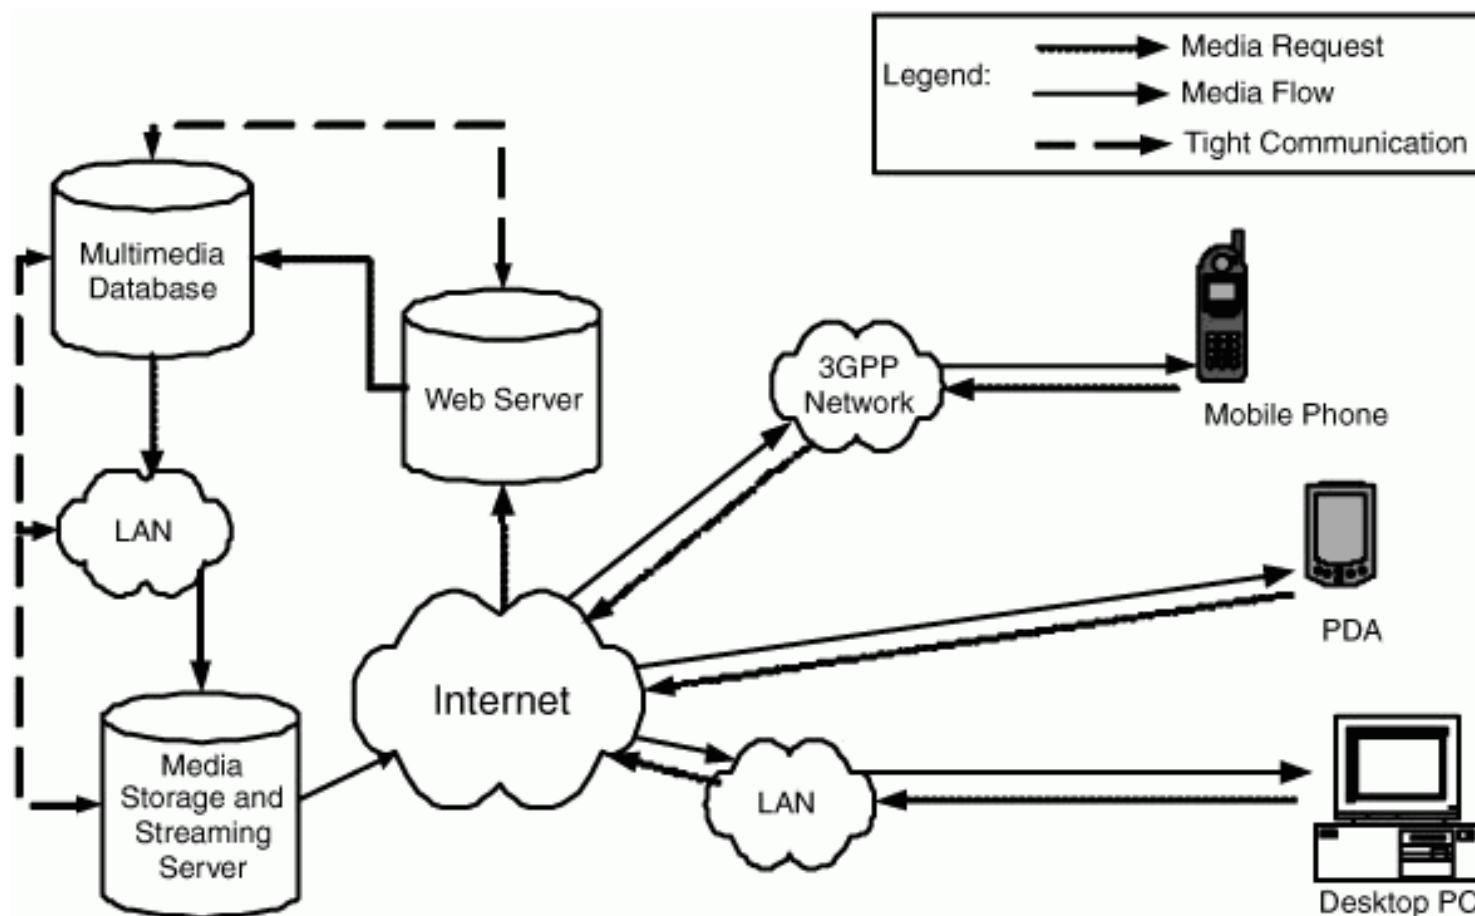 Legend:
Media Request
Media Flow
Tight Communication
Multimedia
Database
Web Server
3GPP
Network
Mobile Phone
LAN
PDA
Internet
Media
Storage and
Streaming
Server
LAN
Desktop PC